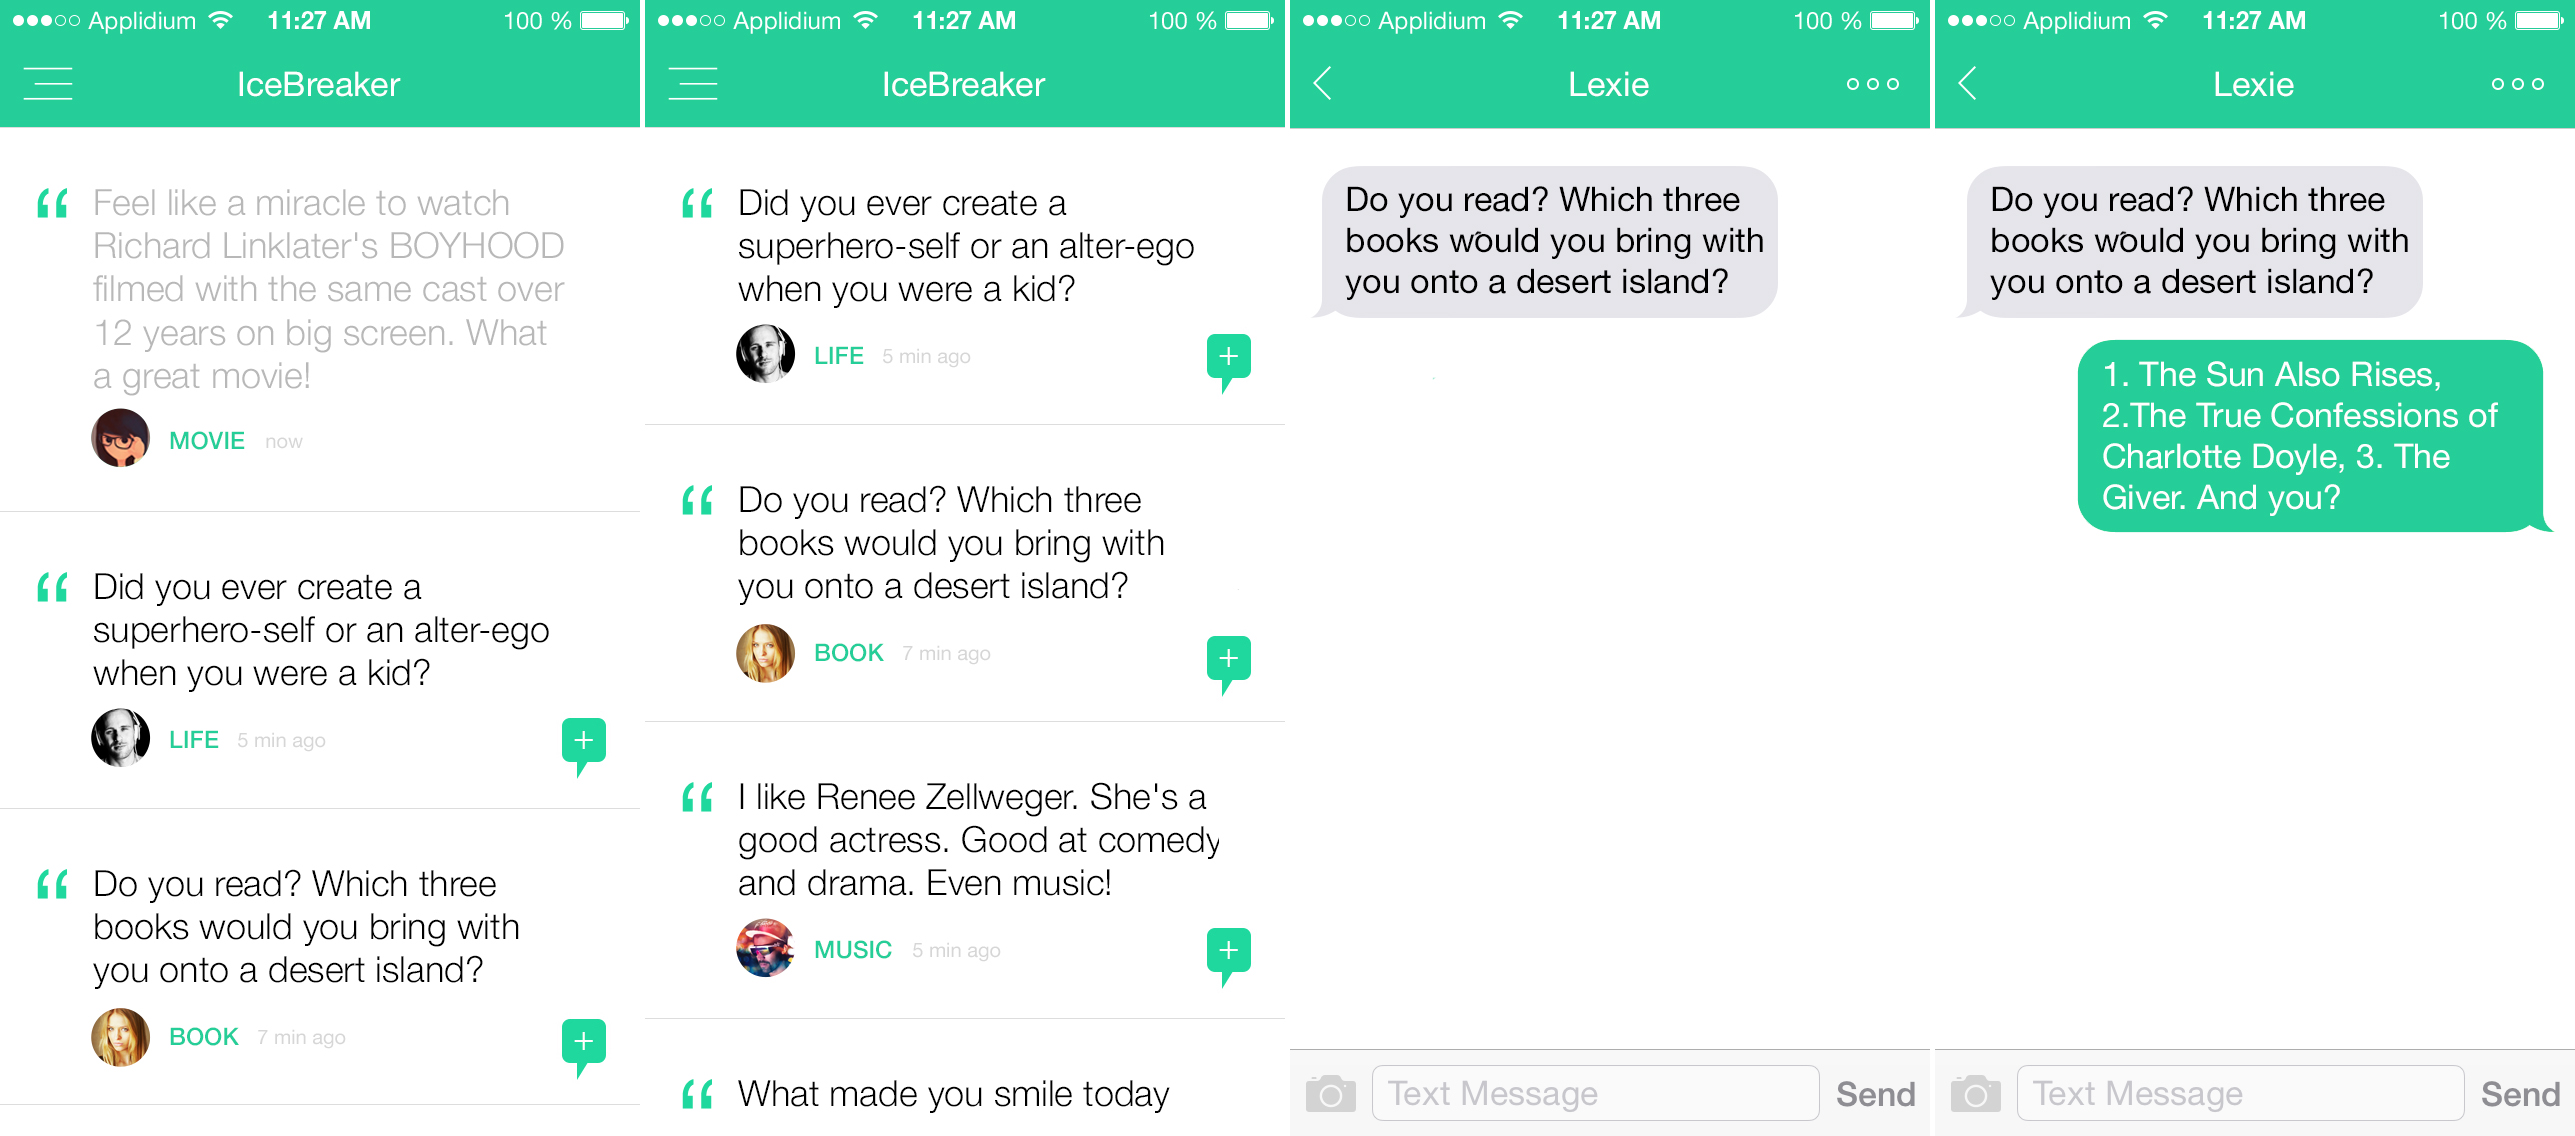 Applidium 11:27 AM 100 %
IceBreaker
Feel like a miracle to watch
Richard Linklater's BOYHOOD
filmed with the same cast over
12 years on big screen. What
a great movie!
MOVIE now
Did you ever create a
superhero-self or an alter-ego
when you were a kid?
LIFE 5 min ago
Do you read? Which three
books would you bring with
you onto a desert island?
BOOK 7 min ago
Applidium 11:27 AM 100 %
IceBreaker
Did you ever create a
superhero-self or an alter-ego
when you were a kid?
LIFE 5 min ago
Do you read? Which three
books would you bring with
you onto a desert island?
BOOK 7 min ago
I like Renee Zellweger. She's a
good actress. Good at comedy
and drama. Even music!
MUSIC 5 min ago
What made you smile today
Applidium 11:27 AM 100 %
Lexie
Do you read? Which three
books would you bring with
you onto a desert island?
Text Message Send
Applidium 11:27 AM 100 %
Lexie
Do you read? Which three
books would you bring with
you onto a desert island?
1. The Sun Also Rises,
2.The True Confessions of
Charlotte Doyle, 3. The
Giver. And you?
Text Message Send